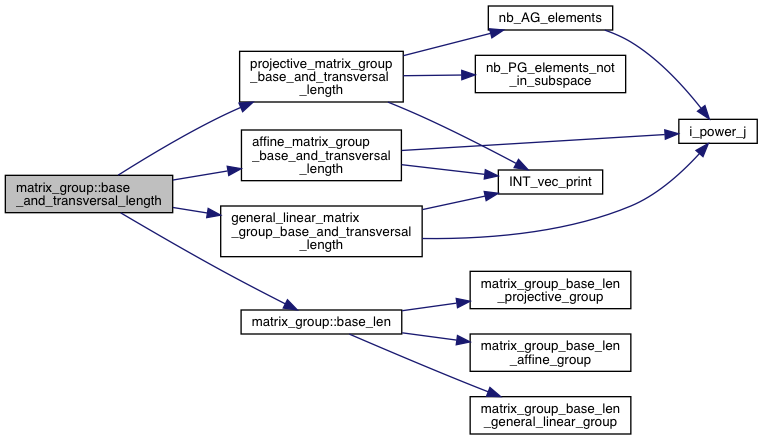 matrix_group::base
_and_transversal_length
projective_matrix_group
_base_and_transversal
_length
nb_AG_elements
nb_PG_elements_not
_in_subspace
i_power_j
affine_matrix_group
_base_and_transversal
_length
INT_vec_print
general_linear_matrix
_group_base_and_transversal
_length
matrix_group::base_len
matrix_group_base_len
_projective_group
matrix_group_base_len
_affine_group
matrix_group_base_len
_general_linear_group